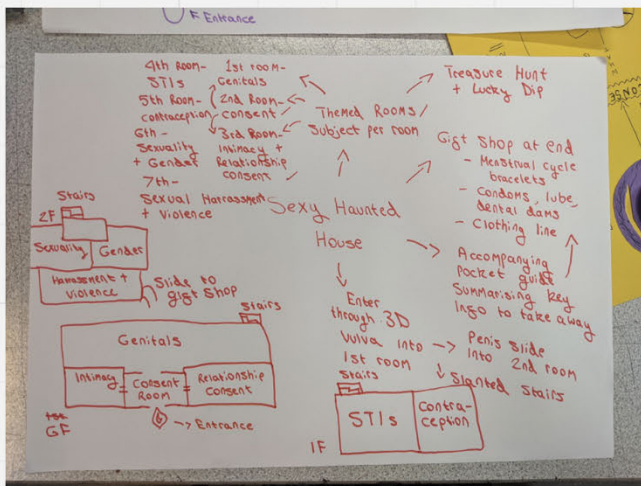 F Entrance
4th Room-
STIs
5th Room-
contraception
6th -
Sexuality
+ Gender
7th-
Sexual Harrassment
+ Violence
1st room-
Genitals
2nd Room-
consent
3rd Room-
Intimacy +
Relationship
consent
Themed Rooms/
Subject per room
Treasure Hunt
+ Lucky Dip
Gift Shop at end
- Menstrual cycle
bracelets
- Condoms, lube,
dental dams
- Clothing line
Sexy Haunted
House
Accompanying
pocket guide
Summarising key
info to take away
Enter
through 3D
Vulva into
1st room
Penis slide
into 2nd room
Slanted Stairs
Stairs
2F
Sexuality
Gender
Harassment +
Violence
Slide to
gift shop
Stairs
Genitals
Intimacy
Consent
Room
Relationship
Consent
GF
Entrance
Stairs
STIs
Contra-
ception
1F